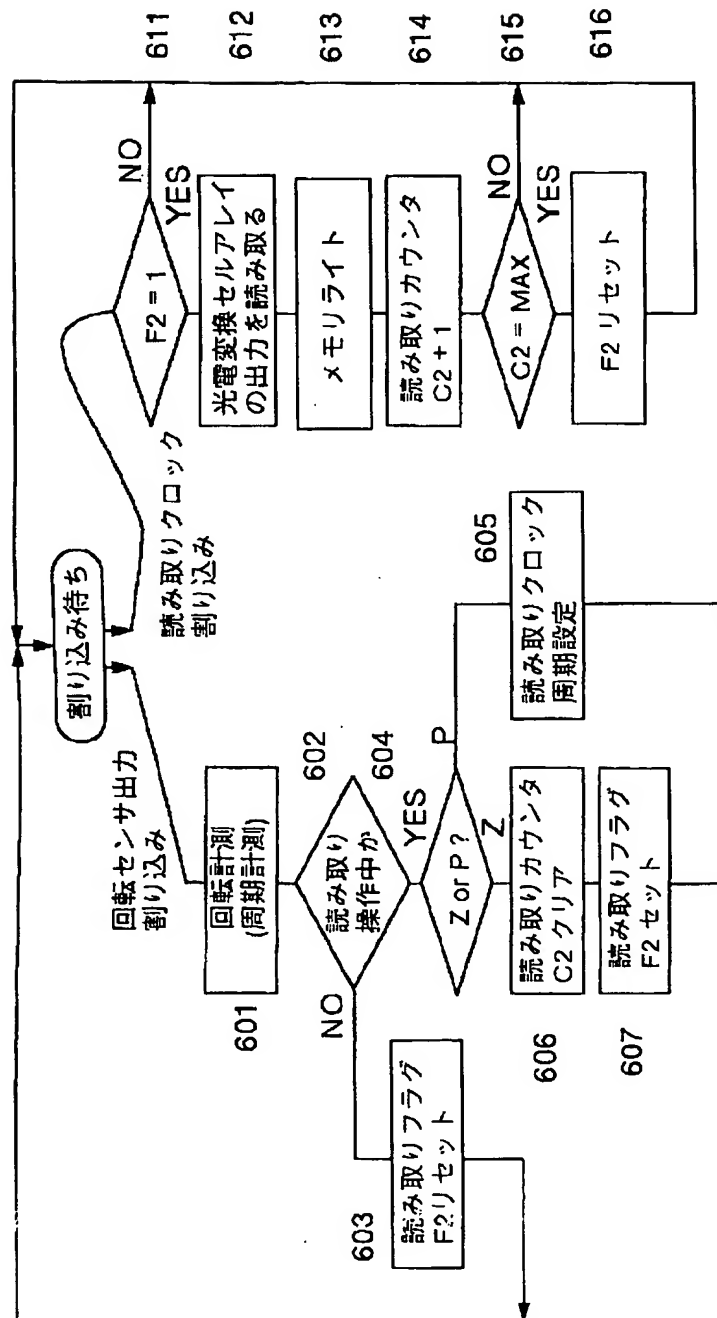 割り込み待ち
回転センサ出力
割り込み
読み取りクロック
割り込み
601
回転計測
(周期計測)
602
読み取り
操作中か
NO
YES
603
読み取りフラグ
F2リセット
604
Z or P ?
P
Z
605
読み取りクロック
周期設定
606
読み取りカウンタ
C2 クリア
607
読み取りフラグ
F2 セット
611
F2 = 1
NO
YES
612
光電変換セルアレイ
の出力を読み取る
613
メモリライト
614
読み取りカウンタ
C2 + 1
615
C2 = MAX
NO
YES
616
F2 リセット